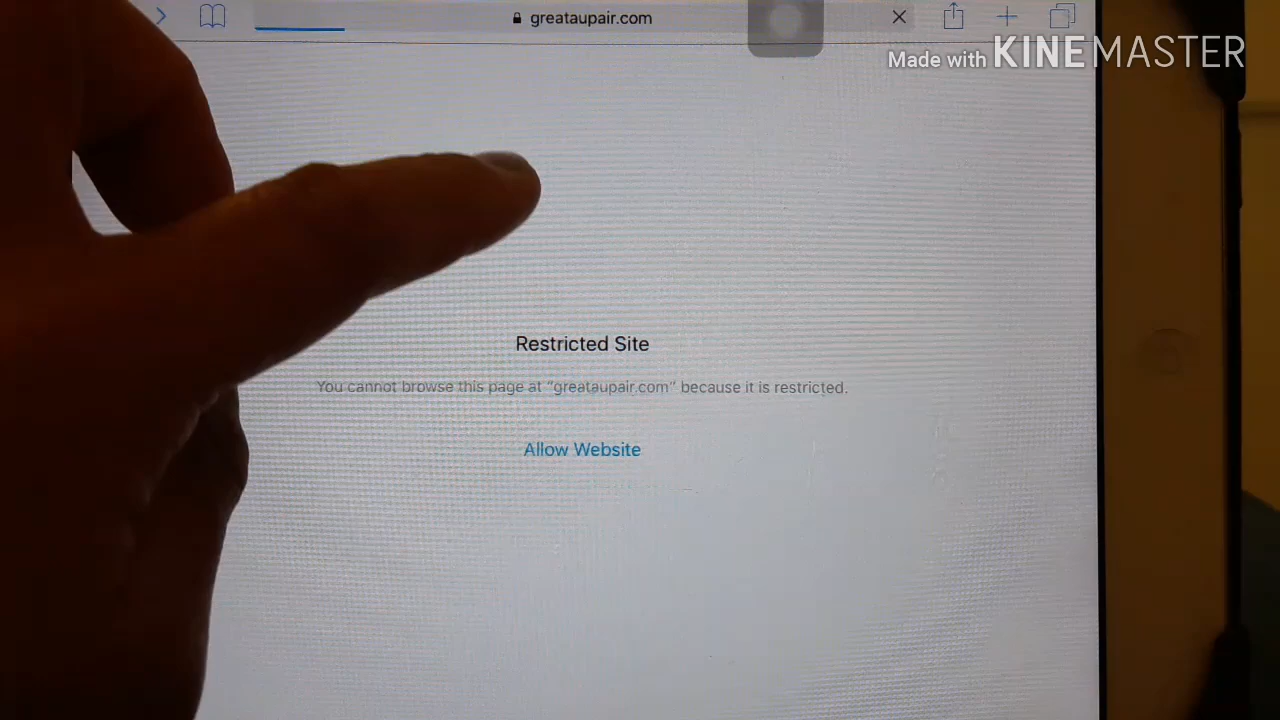 greataupair.com
Made with KINEMASTER
Restricted Site
You cannot browse this page at "greataupair.com" because it is restricted.
Allow Website